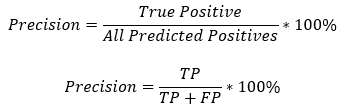 Precision = True Positive / All Predicted Positives * 100%
Precision = TP / TP + FP * 100%